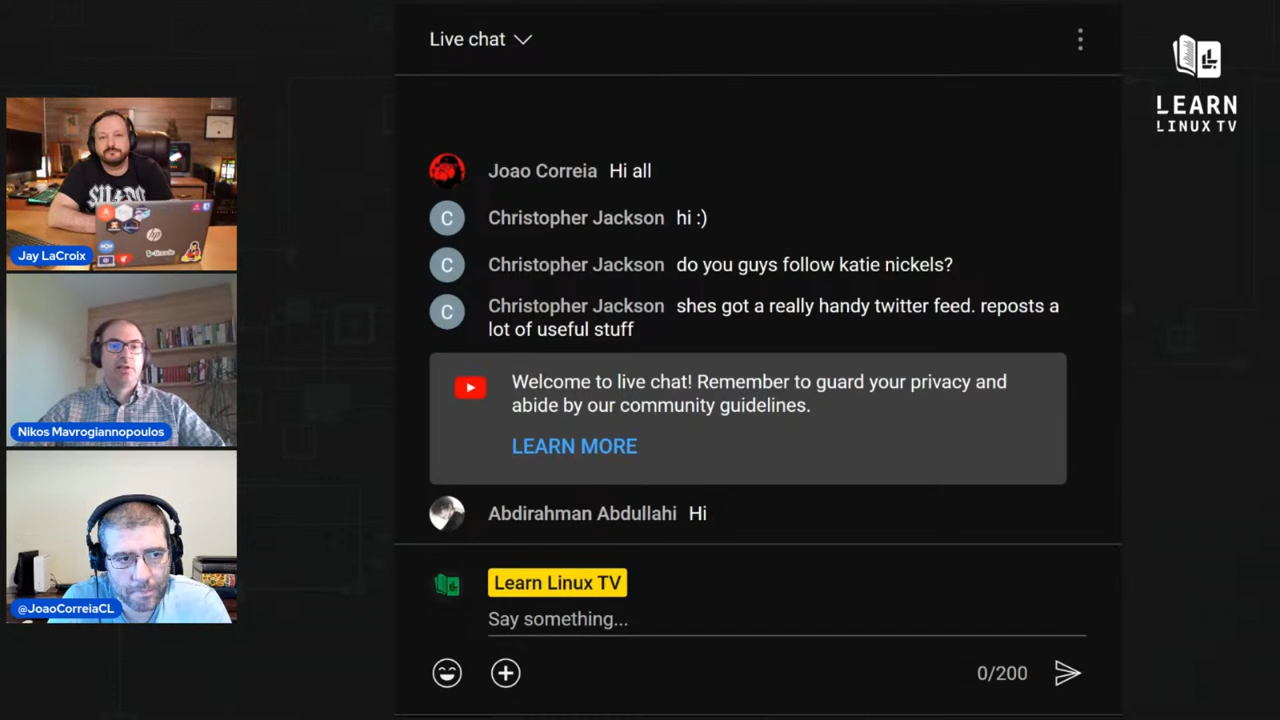 Live chat
LEARN
LINUX TV
Joao Correia Hi all
C Christopher Jackson hi :)
C Christopher Jackson do you guys follow katie nickels?
C Christopher Jackson shes got a really handy twitter feed. reposts a
lot of useful stuff
Welcome to live chat! Remember to guard your privacy and
abide by our community guidelines.
LEARN MORE
Abdirahman Abdullahi Hi
Learn Linux TV
Say something...
0/200
Jay LaCroix
hp
Nikos Mavrogiannopoulos
@JoaoCorreiaCL